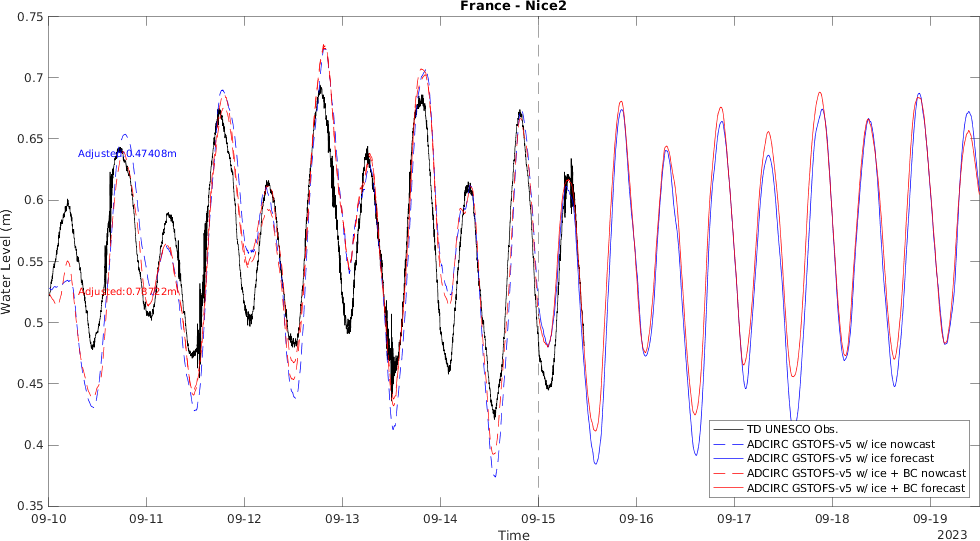 France - Nice2
0.75
0.7
0.65
0.6
0.55
0.5
0.45
0.4
0.35
Water Level (m)
Adjusted:0.47408m
Adjusted:0.73722m
TD UNESCO Obs.
ADCIRC GSTOFS-v5 w/ ice nowcast
ADCIRC GSTOFS-v5 w/ ice forecast
ADCIRC GSTOFS-v5 w/ ice + BC nowcast
ADCIRC GSTOFS-v5 w/ ice + BC forecast
09-10 09-11 09-12 09-13 09-14 09-15 09-16 09-17 09-18 09-19
Time
2023